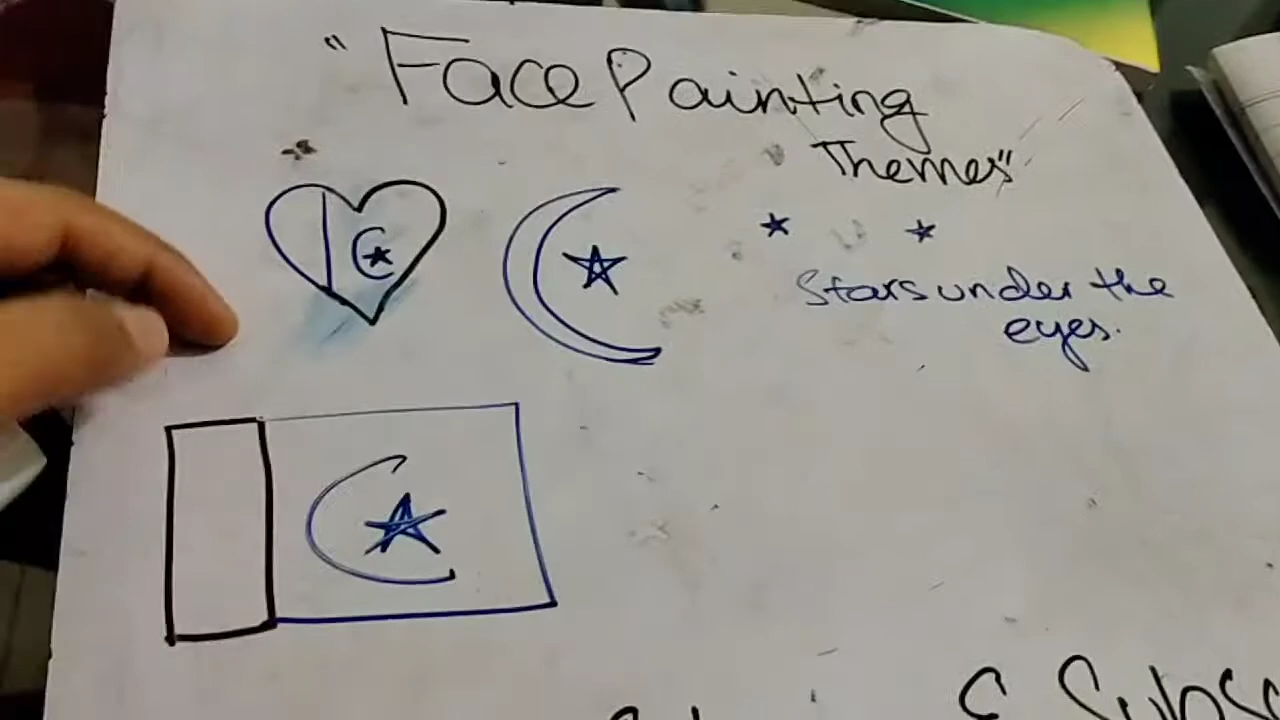 "Face Painting
Themes"
Stars under the
eyes.